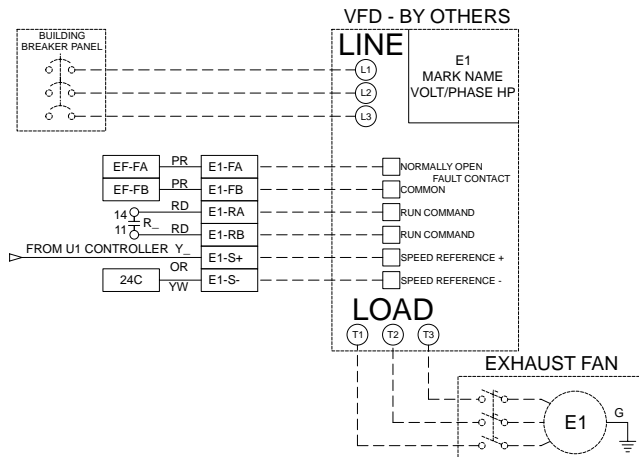 VFD - BY OTHERS
BUILDING
BREAKER PANEL
LINE
E1
MARK NAME
VOLT/PHASE HP
L1
L2
L3
EF-FA PR E1-FA NORMALLY OPEN
FAULT CONTACT
EF-FB PR E1-FB COMMON
RD E1-RA RUN COMMAND
14
R_
11
RD E1-RB RUN COMMAND
FROM U1 CONTROLLER Y_ E1-S+ SPEED REFERENCE +
OR
24C YW E1-S- SPEED REFERENCE -
LOAD
T1 T2 T3
EXHAUST FAN
E1
G